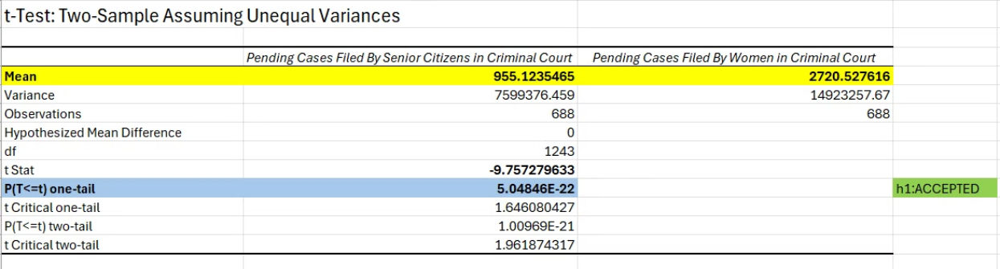 t-Test: Two-Sample Assuming Unequal Variances
Pending Cases Filed By Senior Citizens in Criminal Court Pending Cases Filed By Women in Criminal Court
Mean 955.1235465 2720.527616
Variance 7599376.459 14923257.67
Observations 688 688
Hypothesized Mean Difference 0
df 1243
t Stat -9.757279633
P(T<=t) one-tail 5.04846E-22 h1:ACCEPTED
t Critical one-tail 1.646080427
P(T<=t) two-tail 1.00969E-21
t Critical two-tail 1.961874317